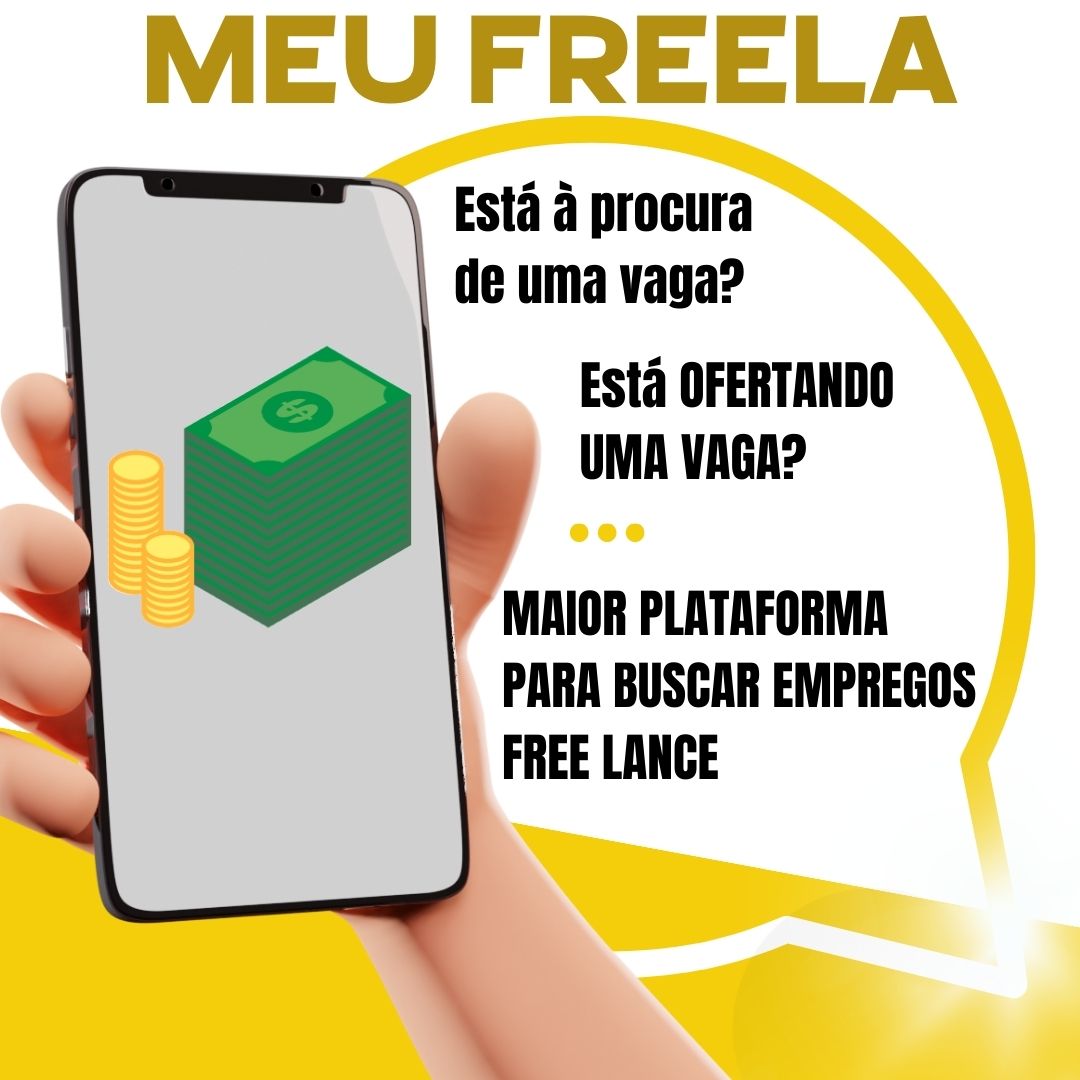 MEU FREELA
Está à procura
de uma vaga?
Está OFERTANDO
UMA VAGA?
MAIOR PLATAFORMA
PARA BUSCAR EMPREGOS
FREE LANCE